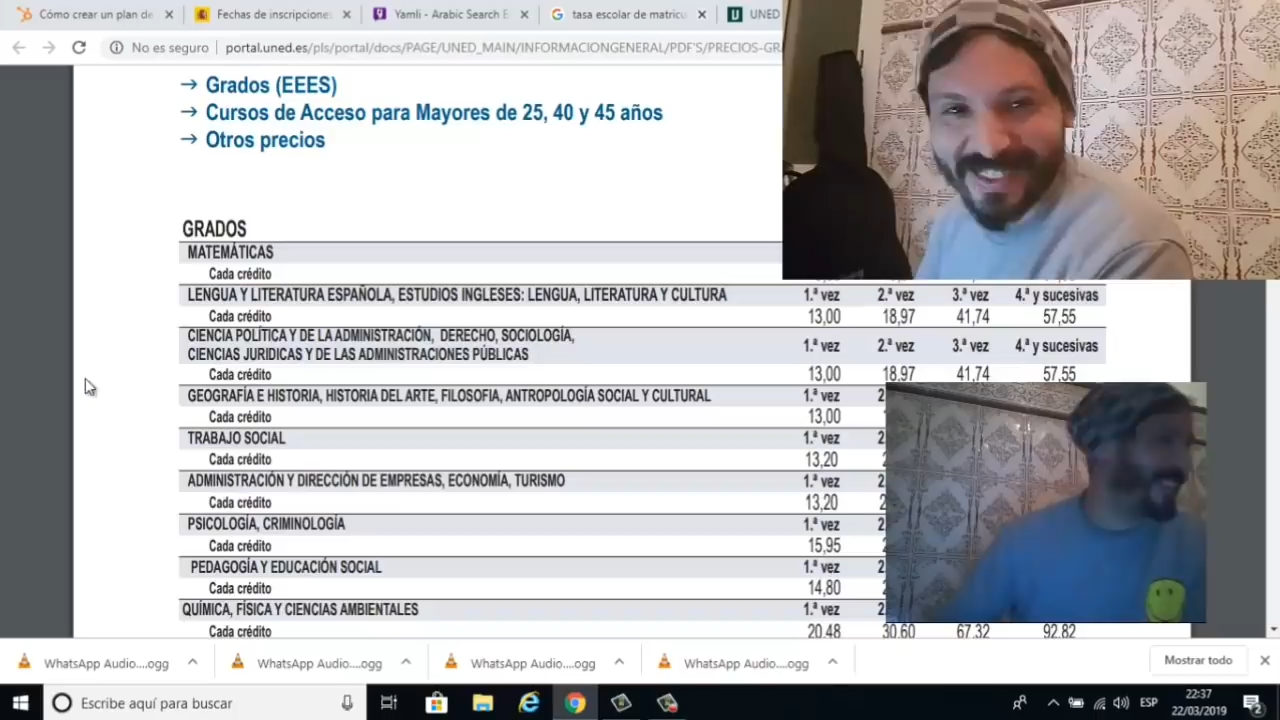 Cómo crear un plan de
Fechas de inscripciones
Yamli - Arabic Search E
tasa escolar de matricu
UNED
No es seguro
portal.uned.es/pls/portal/docs/PAGE/UNED_MAIN/INFORMACIONGENERAL/PDF'S/PRECIOS-GR
→ Grados (EEES)
→ Cursos de Acceso para Mayores de 25, 40 y 45 años
→ Otros precios
GRADOS
MATEMÁTICAS
Cada crédito
LENGUA Y LITERATURA ESPAÑOLA, ESTUDIOS INGLESES: LENGUA, LITERATURA Y CULTURA 1.ª vez 2.ª vez 3.ª vez 4.ª y sucesivas
Cada crédito 13,00 18,97 41,74 57,55
CIENCIA POLÍTICA Y DE LA ADMINISTRACIÓN, DERECHO, SOCIOLOGÍA,
CIENCIAS JURIDICAS Y DE LAS ADMINISTRACIONES PÚBLICAS 1.ª vez 2.ª vez 3.ª vez 4.ª y sucesivas
Cada crédito 13,00 18,97 41,74 57,55
GEOGRAFÍA E HISTORIA, HISTORIA DEL ARTE, FILOSOFIA, ANTROPOLOGÍA SOCIAL Y CULTURAL 1.ª vez
Cada crédito 13,00
TRABAJO SOCIAL 1.ª vez
Cada crédito 13,20
ADMINISTRACIÓN Y DIRECCIÓN DE EMPRESAS, ECONOMÍA, TURISMO 1.ª vez
Cada crédito 13,20
PSICOLOGÍA, CRIMINOLOGÍA 1.ª vez
Cada crédito 15,95
PEDAGOGÍA Y EDUCACIÓN SOCIAL 1.ª vez
Cada crédito 14,80
QUÍMICA, FÍSICA Y CIENCIAS AMBIENTALES 1.ª vez
Cada crédito 20,48 30,60 67,32 92,82
WhatsApp Audio....ogg
WhatsApp Audio....ogg
WhatsApp Audio....ogg
WhatsApp Audio....ogg
Mostrar todo
Escribe aquí para buscar
ESP
22:37
22/03/2019
2